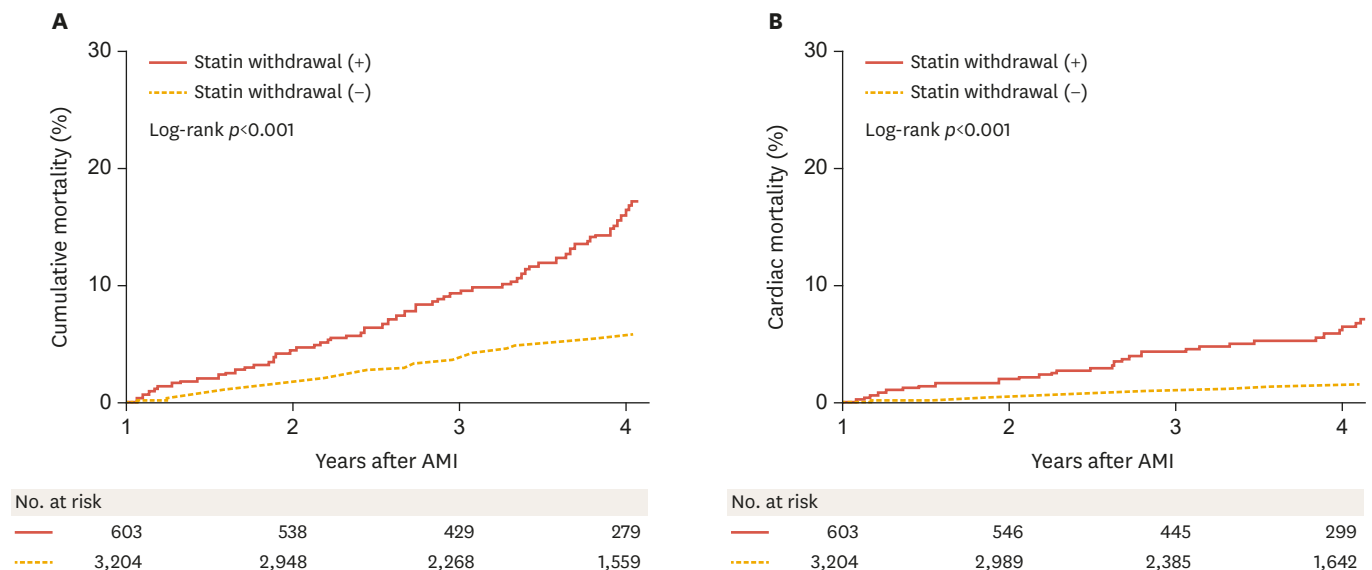 A
30
20
10
0
Cumulative mortality (%)
Statin withdrawal (+)
Statin withdrawal (−)
Log-rank p<0.001
1 2 3 4
Years after AMI
No. at risk
603 538 429 279
3,204 2,948 2,268 1,559
B
30
20
10
0
Cardiac mortality (%)
Statin withdrawal (+)
Statin withdrawal (−)
Log-rank p<0.001
1 2 3 4
Years after AMI
No. at risk
603 546 445 299
3,204 2,989 2,385 1,642